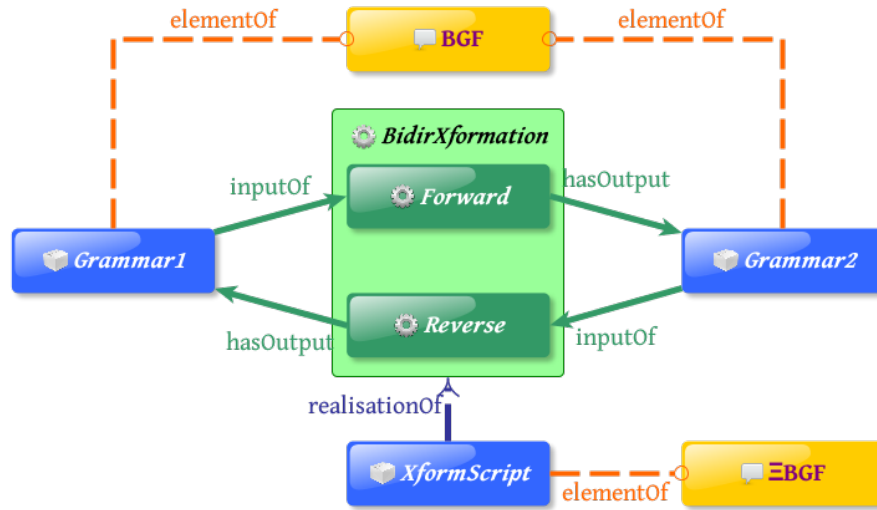 elementOf
elementOf
BGF
BidirXformation
inputOf
Forward
hasOutput
Grammar1
Grammar2
hasOutput
Reverse
inputOf
realisationOf
XformScript
elementOf
ΞBGF